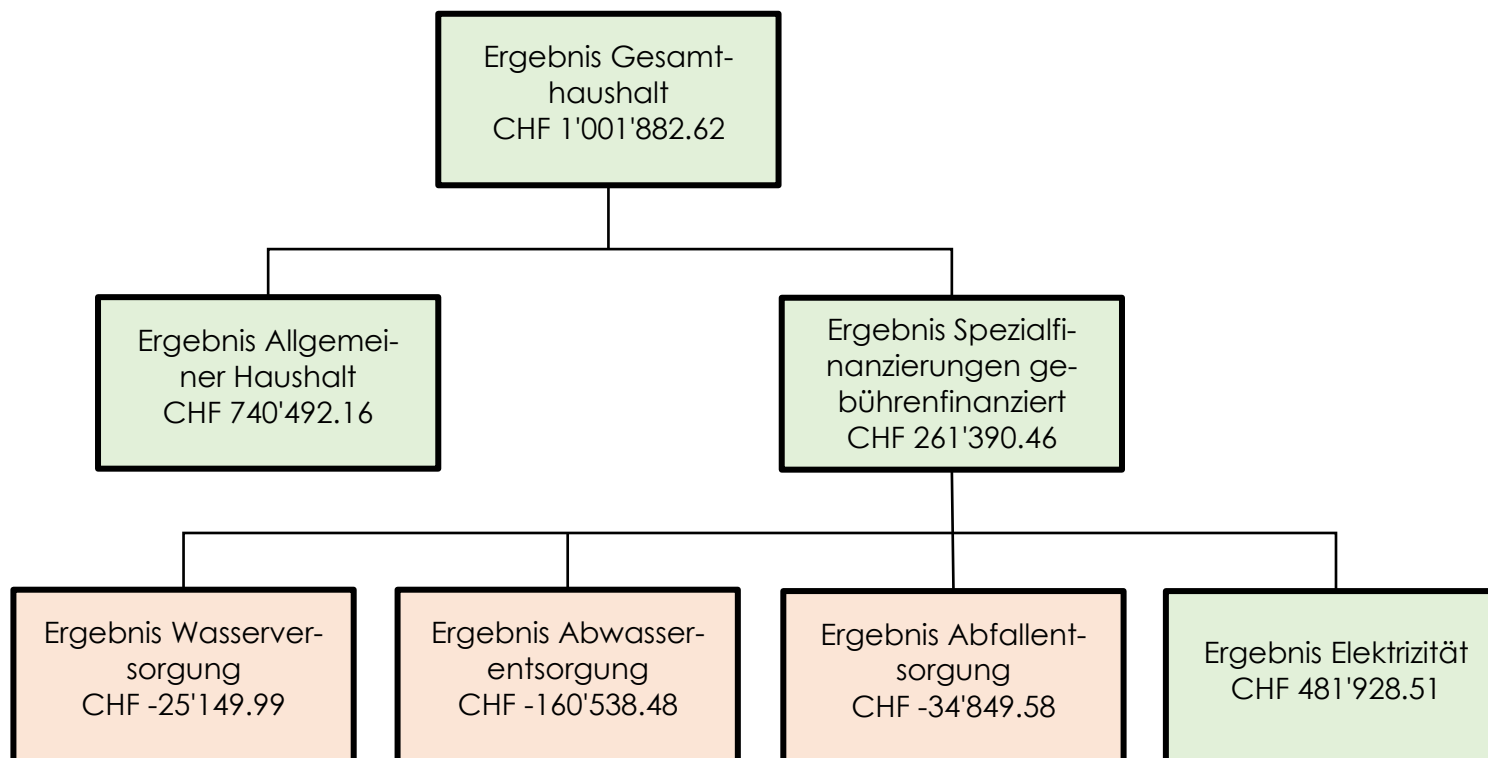 Ergebnis Gesamt-
haushalt
CHF 1'001'882.62
Ergebnis Allgemei-
ner Haushalt
CHF 740'492.16
Ergebnis Spezialfi-
nanzierungen ge-
bührenfinanziert
CHF 261'390.46
Ergebnis Wasserver-
sorgung
CHF -25'149.99
Ergebnis Abwasser-
entsorgung
CHF -160'538.48
Ergebnis Abfallent-
sorgung
CHF -34'849.58
Ergebnis Elektrizität
CHF 481'928.51